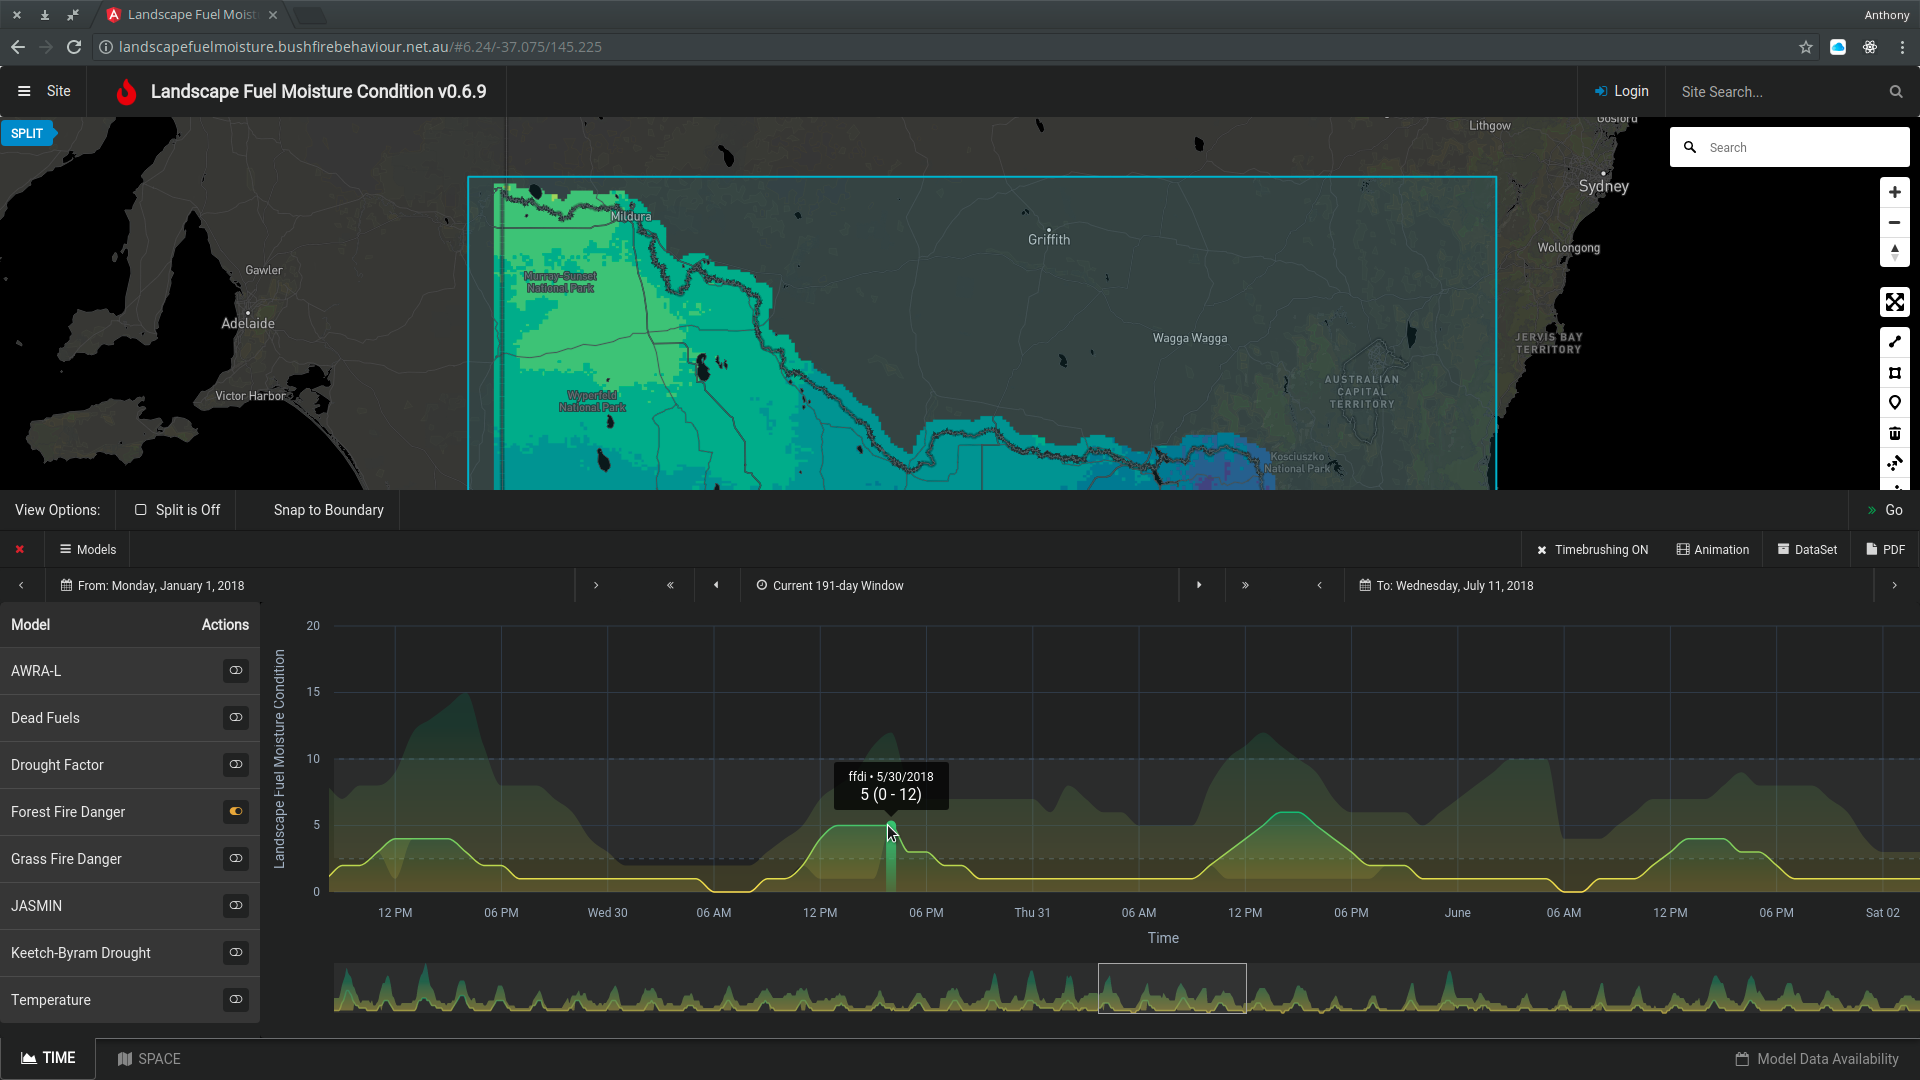 Landscape Fuel Moist
Anthony
landscapefuelmoisture.bushfirebehaviour.net.au/#6.24/-37.075/145.225
Site
Landscape Fuel Moisture Condition v0.6.9
Login
Site Search...
SPLIT
Search
Lithgow
Gosford
Sydney
Wollongong
Mildura
Griffith
Gawler
Murray-Sunset
National Park
Adelaide
Wagga Wagga
JERVIS BAY
TERRITORY
AUSTRALIAN
CAPITAL
TERRITORY
Victor Harbor
Wyperfeld
National Park
Kosciuszko
National Park
View Options:
Split is Off
Snap to Boundary
Go
Models
Timebrushing ON
Animation
DataSet
PDF
From: Monday, January 1, 2018
Current 191-day Window
To: Wednesday, July 11, 2018
Model
Actions
AWRA-L
Dead Fuels
Drought Factor
Forest Fire Danger
Grass Fire Danger
JASMIN
Keetch-Byram Drought
Temperature
Landscape Fuel Moisture Condition
20
15
10
5
0
ffdi • 5/30/2018
5 (0 - 12)
12 PM
06 PM
Wed 30
06 AM
12 PM
06 PM
Thu 31
06 AM
12 PM
06 PM
June
06 AM
12 PM
06 PM
Sat 02
Time
TIME
SPACE
Model Data Availability